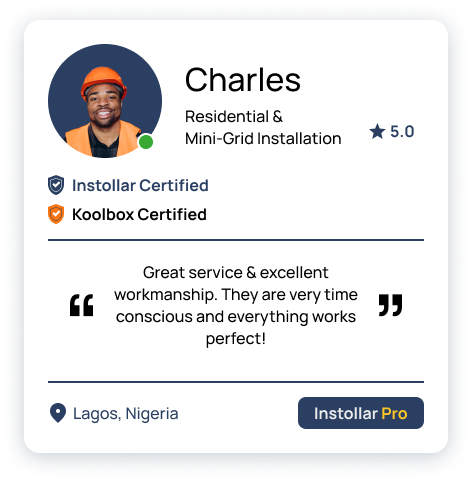 Charles
Residential &
Mini-Grid Installation
5.0
Instollar Certified
Koolbox Certified
“
Great service & excellent
workmanship. They are very time
conscious and everything works
perfect!
”
Lagos, Nigeria
Instollar Pro